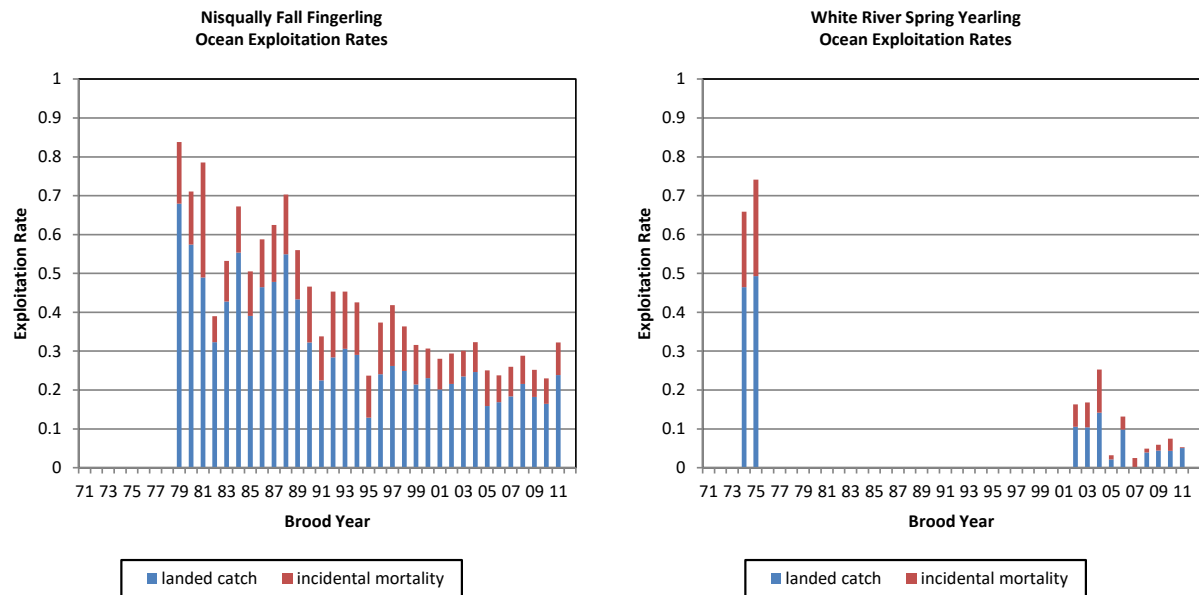 Nisqually Fall Fingerling
Ocean Exploitation Rates
Exploitation Rate
1
0.9
0.8
0.7
0.6
0.5
0.4
0.3
0.2
0.1
0
71 73 75 77 79 81 83 85 87 89 91 93 95 97 99 01 03 05 07 09 11
Brood Year
landed catch incidental mortality
White River Spring Yearling
Ocean Exploitation Rates
Exploitation Rate
1
0.9
0.8
0.7
0.6
0.5
0.4
0.3
0.2
0.1
0
71 73 75 77 79 81 83 85 87 89 91 93 95 97 99 01 03 05 07 09 11
Brood Year
landed catch incidental mortality